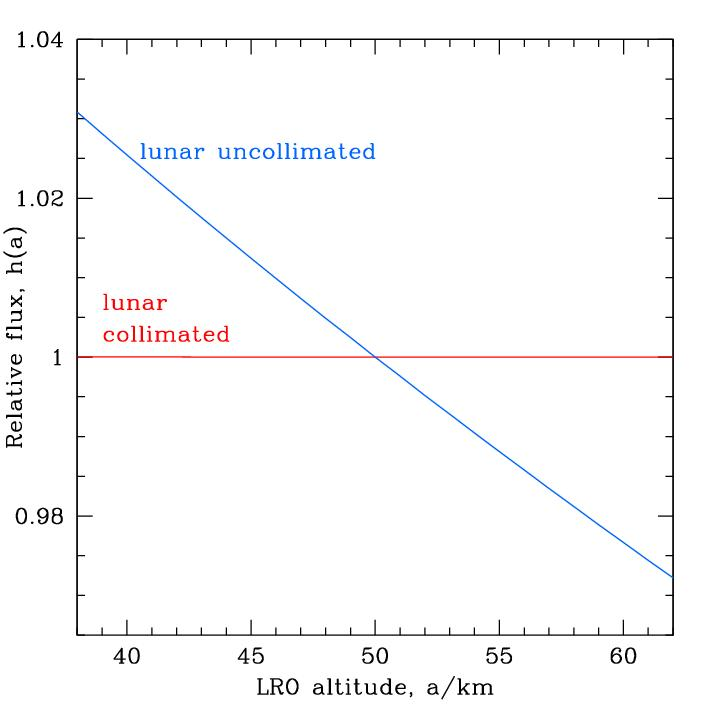 1.04
lunar uncollimated
1.02
Relative flux, h(a)
lunar
collimated
1
0.98
40 45 50 55 60
LRO altitude, a/km